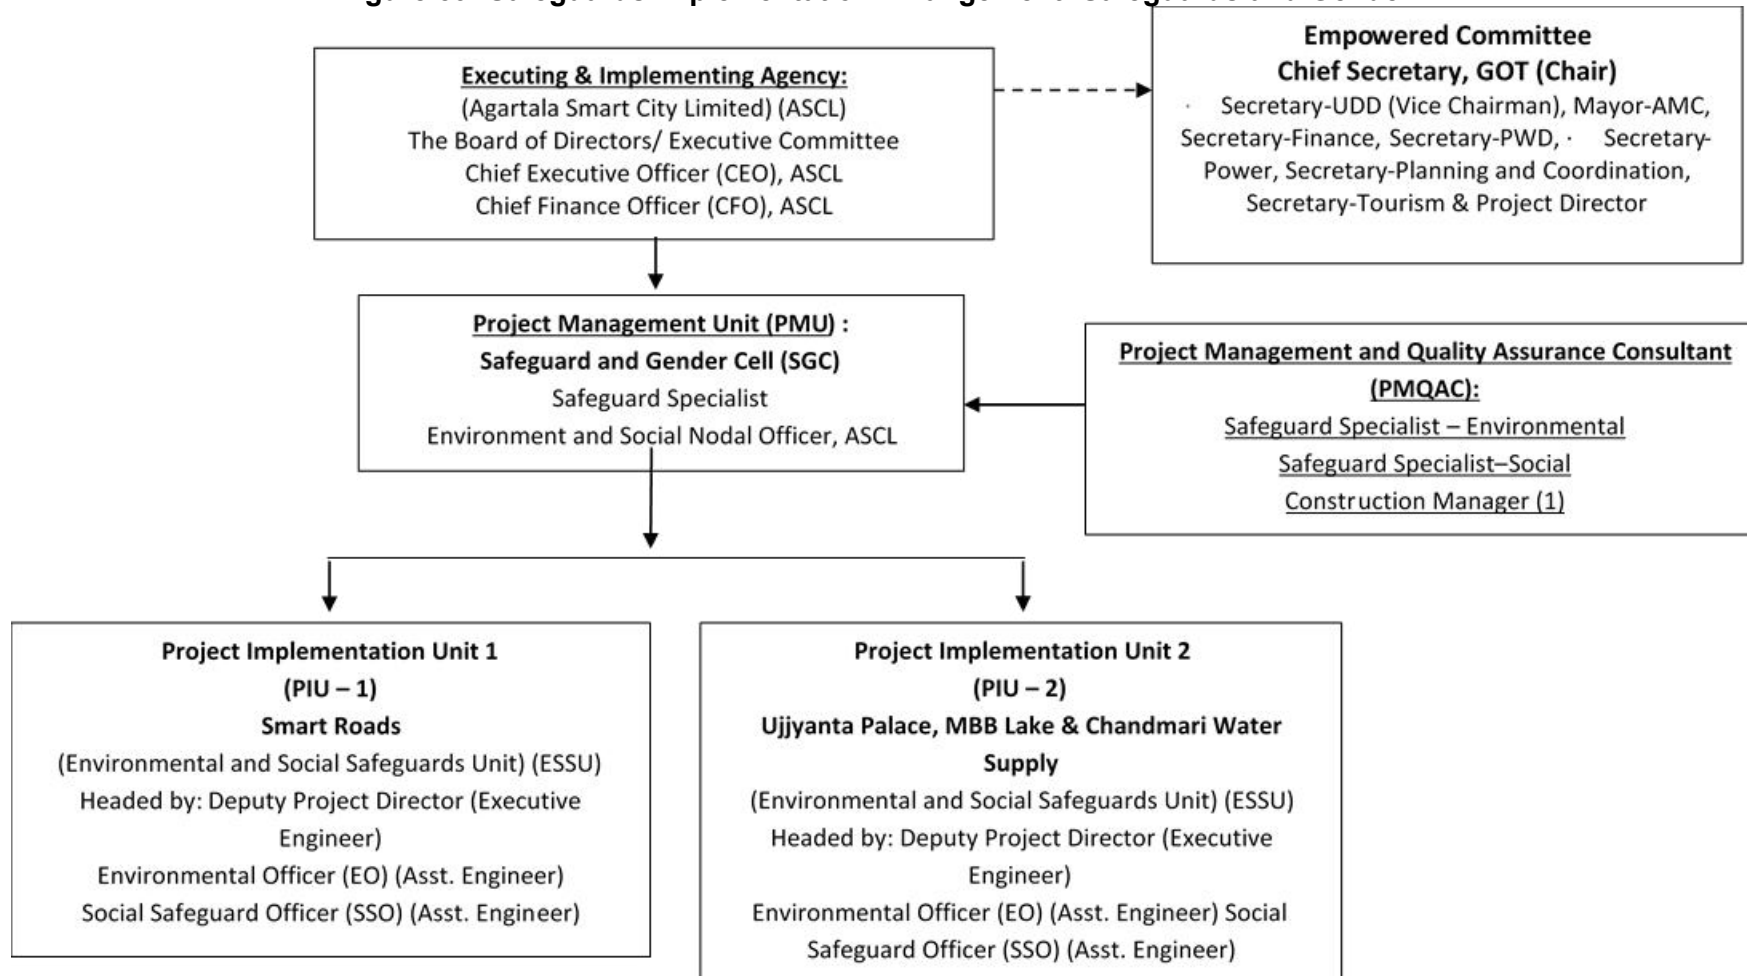 Executing & Implementing Agency:
(Agartala Smart City Limited) (ASCL)
The Board of Directors/ Executive Committee
Chief Executive Officer (CEO), ASCL
Chief Finance Officer (CFO), ASCL
Empowered Committee
Chief Secretary, GOT (Chair)
· Secretary-UDD (Vice Chairman), Mayor-AMC,
Secretary-Finance, Secretary-PWD, · Secretary-
Power, Secretary-Planning and Coordination,
Secretary-Tourism & Project Director
Project Management Unit (PMU) :
Safeguard and Gender Cell (SGC)
Safeguard Specialist
Environment and Social Nodal Officer, ASCL
Project Management and Quality Assurance Consultant
(PMQAC):
Safeguard Specialist – Environmental
Safeguard Specialist–Social
Construction Manager (1)
Project Implementation Unit 1
(PIU – 1)
Smart Roads
(Environmental and Social Safeguards Unit) (ESSU)
Headed by: Deputy Project Director (Executive
Engineer)
Environmental Officer (EO) (Asst. Engineer)
Social Safeguard Officer (SSO) (Asst. Engineer)
Project Implementation Unit 2
(PIU – 2)
Ujjyanta Palace, MBB Lake & Chandmari Water
Supply
(Environmental and Social Safeguards Unit) (ESSU)
Headed by: Deputy Project Director (Executive
Engineer)
Environmental Officer (EO) (Asst. Engineer) Social
Safeguard Officer (SSO) (Asst. Engineer)